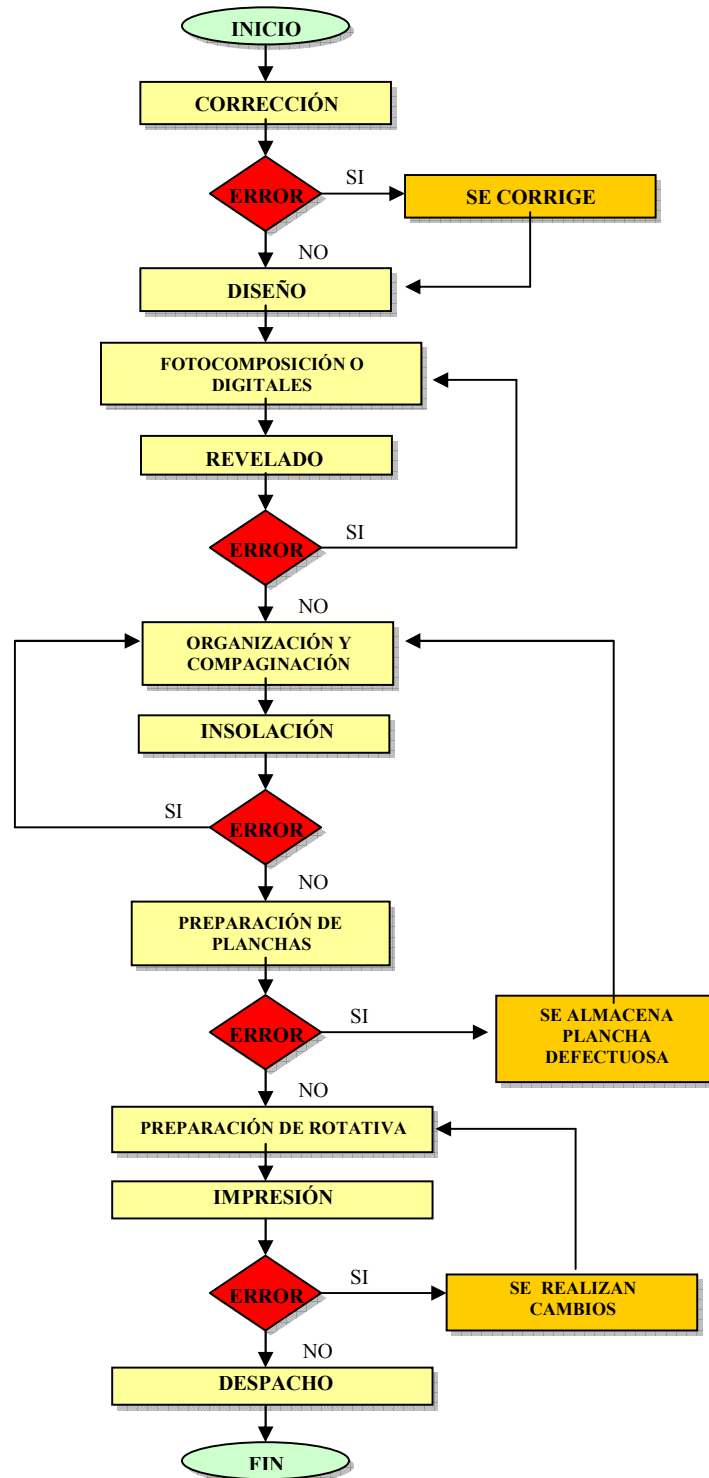 INICIO
CORRECCIÓN
ERROR
SI
SE CORRIGE
NO
DISEÑO
FOTOCOMPOSICIÓN O
DIGITALES
REVELADO
ERROR
SI
NO
ORGANIZACIÓN Y
COMPAGINACIÓN
INSOLACIÓN
SI
ERROR
NO
PREPARACIÓN DE
PLANCHAS
ERROR
SI
SE ALMACENA
PLANCHA
DEFECTUOSA
NO
PREPARACIÓN DE ROTATIVA
IMPRESIÓN
ERROR
SI
SE REALIZAN
CAMBIOS
NO
DESPACHO
FIN